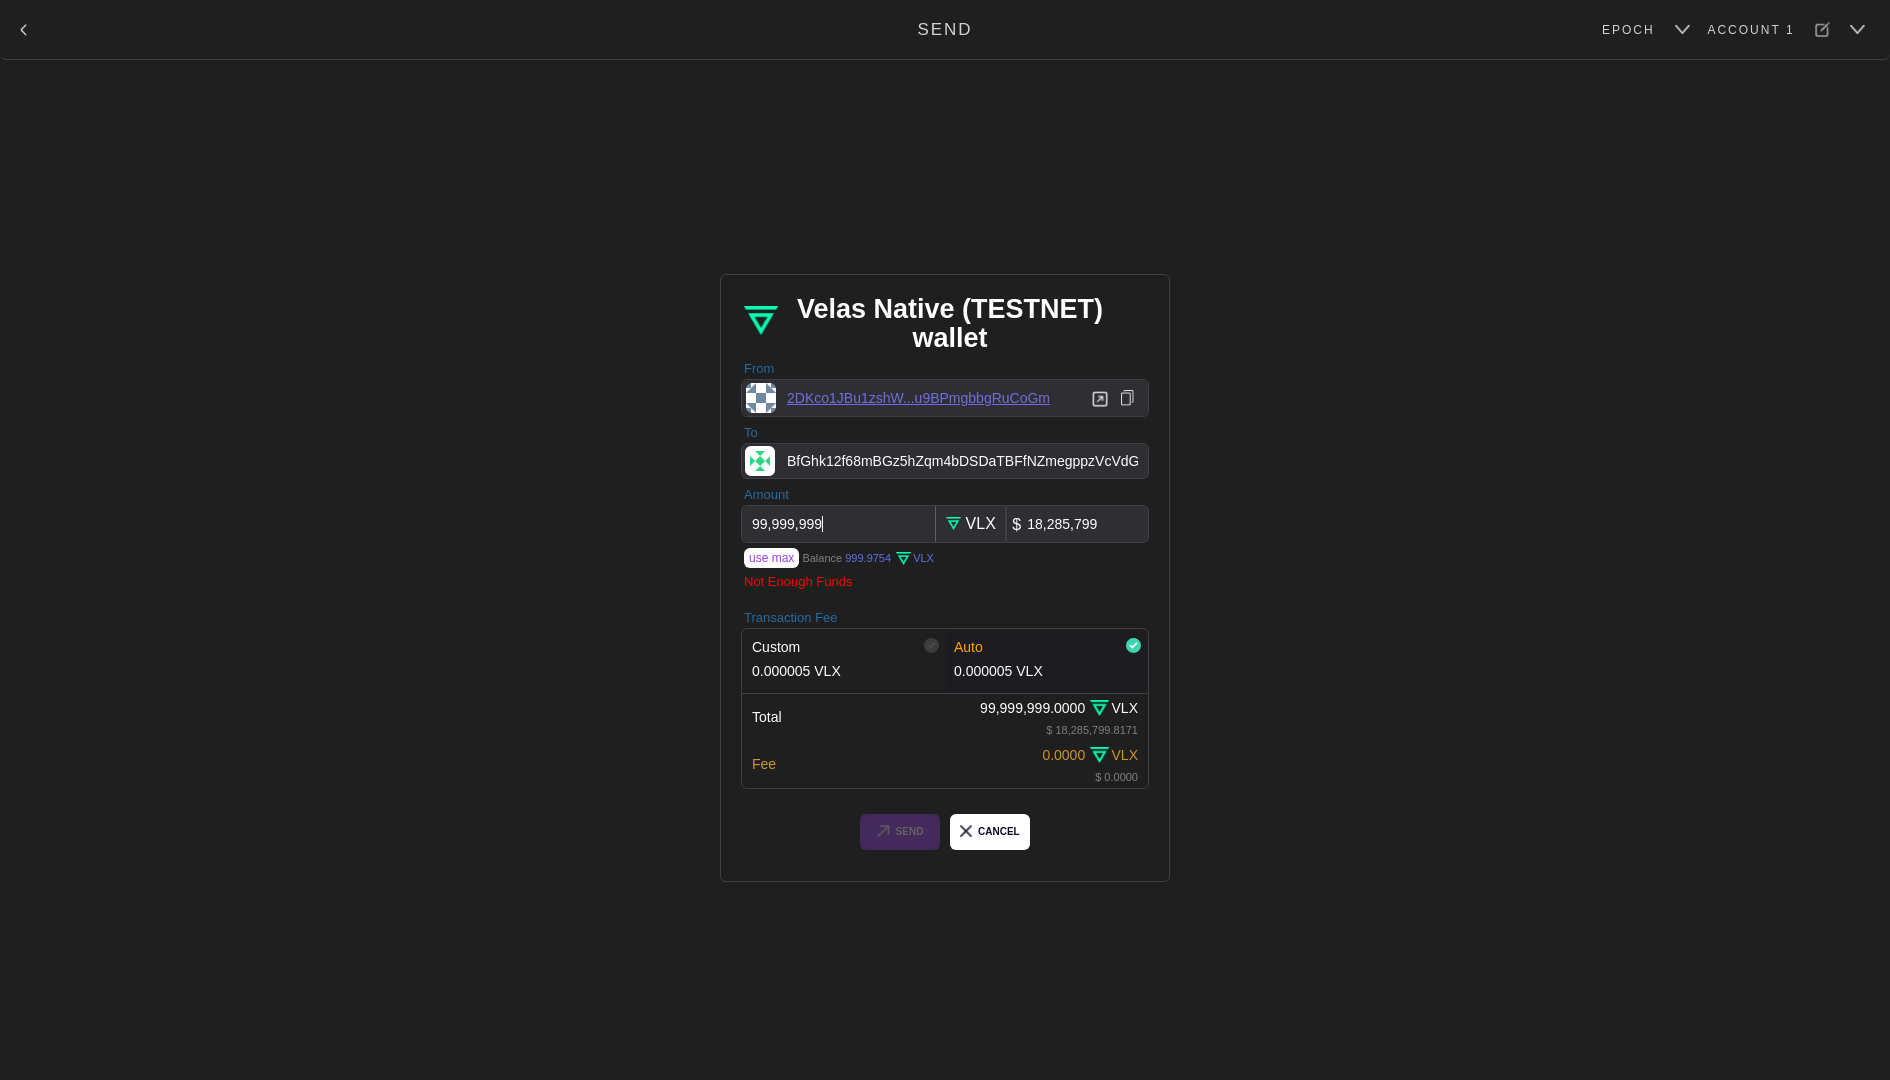 SEND
EPOCH
ACCOUNT 1
Velas Native (TESTNET)
wallet
From
2DKco1JBu1zshW...u9BPmgbbgRuCoGm
To
BfGhk12f68mBGz5hZqm4bDSDaTBFfNZmegppzVcVdG
Amount
99,999,999 VLX $ 18,285,799
use max Balance 999.9754 VLX
Not Enough Funds
Transaction Fee
Custom Auto
0.000005 VLX 0.000005 VLX
Total 99,999,999.0000 VLX
$ 18,285,799.8171
Fee 0.0000 VLX
$ 0.0000
SEND CANCEL